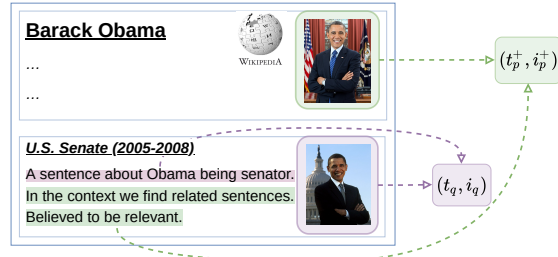 Barack Obama
WIKIPEDIA
...
...
(t_p^+, i_p^+)
U.S. Senate (2005-2008)
A sentence about Obama being senator.
In the context we find related sentences.
Believed to be relevant.
(t_q, i_q)